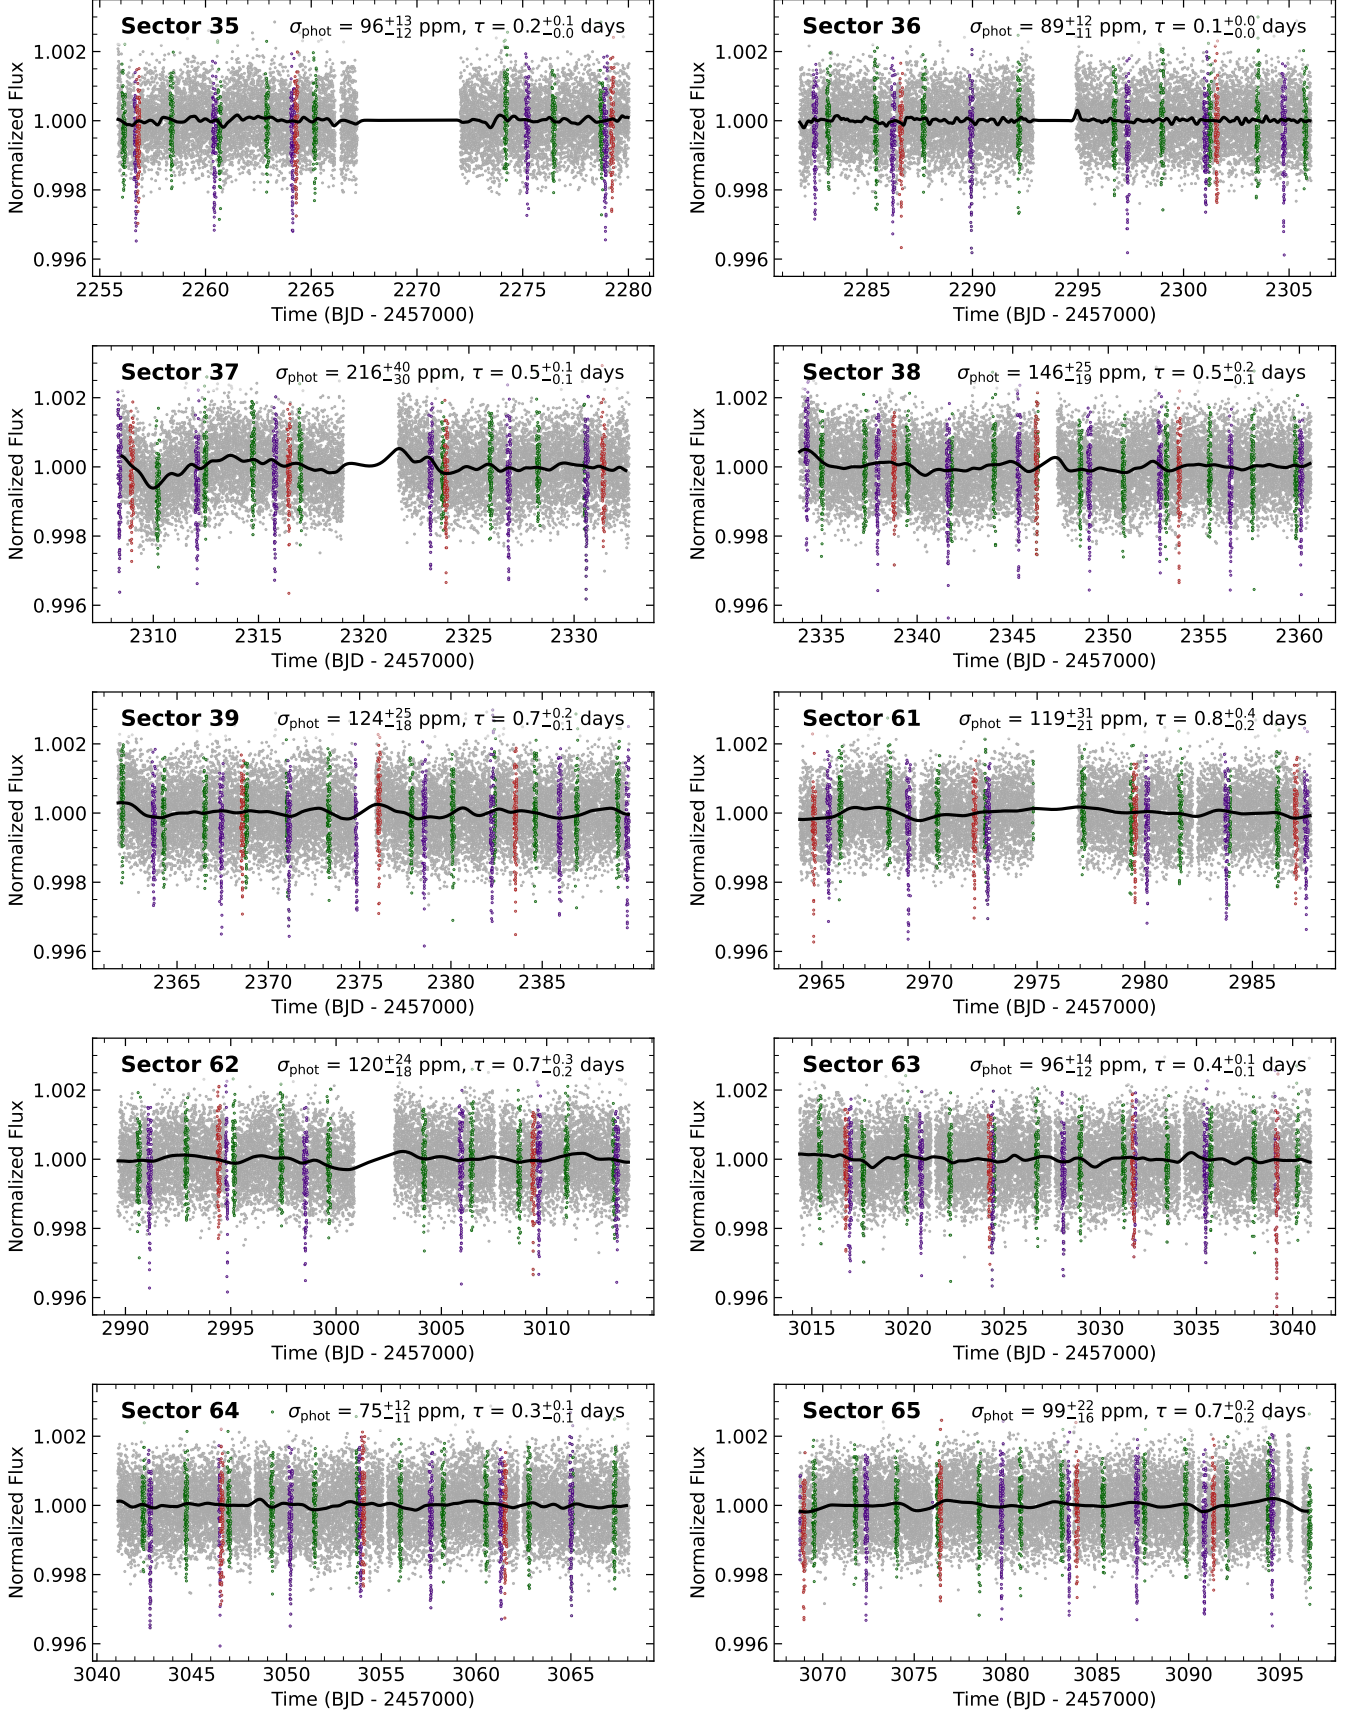 Sector 35 σphot = 96+13−12 ppm, τ = 0.2+0.1−0.0 days
Sector 36 σphot = 89+12−11 ppm, τ = 0.1+0.0−0.0 days
Normalized Flux
1.002
1.000
0.998
0.996
2255 2260 2265 2270 2275 2280
Time (BJD - 2457000)
Normalized Flux
1.002
1.000
0.998
0.996
2285 2290 2295 2300 2305
Time (BJD - 2457000)
Sector 37 σphot = 216+40−30 ppm, τ = 0.5+0.1−0.1 days
Normalized Flux
1.002
1.000
0.998
0.996
2310 2315 2320 2325 2330
Time (BJD - 2457000)
Sector 38 σphot = 146+25−19 ppm, τ = 0.5+0.2−0.1 days
Normalized Flux
1.002
1.000
0.998
0.996
2335 2340 2345 2350 2355 2360
Time (BJD - 2457000)
Sector 39 σphot = 124+25−18 ppm, τ = 0.7+0.2−0.1 days
Normalized Flux
1.002
1.000
0.998
0.996
2365 2370 2375 2380 2385
Time (BJD - 2457000)
Sector 61 σphot = 119+31−21 ppm, τ = 0.8+0.4−0.2 days
Normalized Flux
1.002
1.000
0.998
0.996
2965 2970 2975 2980 2985
Time (BJD - 2457000)
Sector 62 σphot = 120+24−18 ppm, τ = 0.7+0.3−0.2 days
Normalized Flux
1.002
1.000
0.998
0.996
2990 2995 3000 3005 3010
Time (BJD - 2457000)
Sector 63 σphot = 96+14−12 ppm, τ = 0.4+0.1−0.1 days
Normalized Flux
1.002
1.000
0.998
0.996
3015 3020 3025 3030 3035 3040
Time (BJD - 2457000)
Sector 64 σphot = 75+12−11 ppm, τ = 0.3+0.1−0.1 days
Normalized Flux
1.002
1.000
0.998
0.996
3040 3045 3050 3055 3060 3065
Time (BJD - 2457000)
Sector 65 σphot = 99+22−16 ppm, τ = 0.7+0.2−0.2 days
Normalized Flux
1.002
1.000
0.998
0.996
3070 3075 3080 3085 3090 3095
Time (BJD - 2457000)